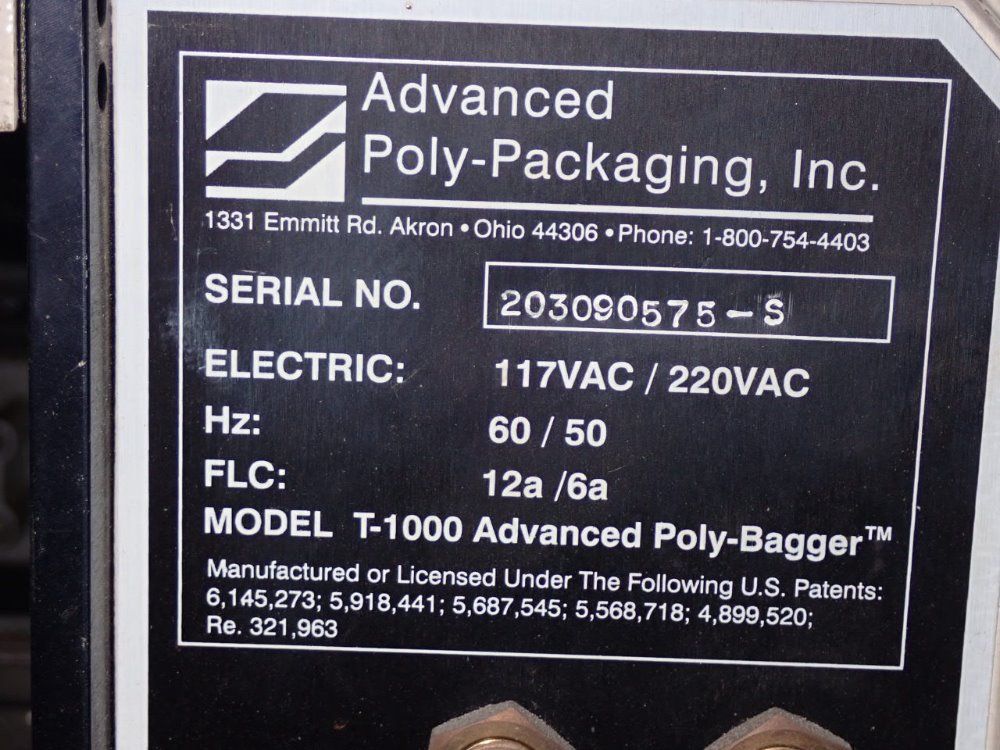 Advanced
Poly-Packaging, Inc.
1331 Emmitt Rd. Akron • Ohio 44306 • Phone: 1-800-754-4403
SERIAL NO. 203090575-S
ELECTRIC: 117VAC / 220VAC
Hz: 60 / 50
FLC: 12a /6a
MODEL T-1000 Advanced Poly-Bagger™
Manufactured or Licensed Under The Following U.S. Patents:
6,145,273; 5,918,441; 5,687,545; 5,568,718; 4,899,520;
Re. 321,963